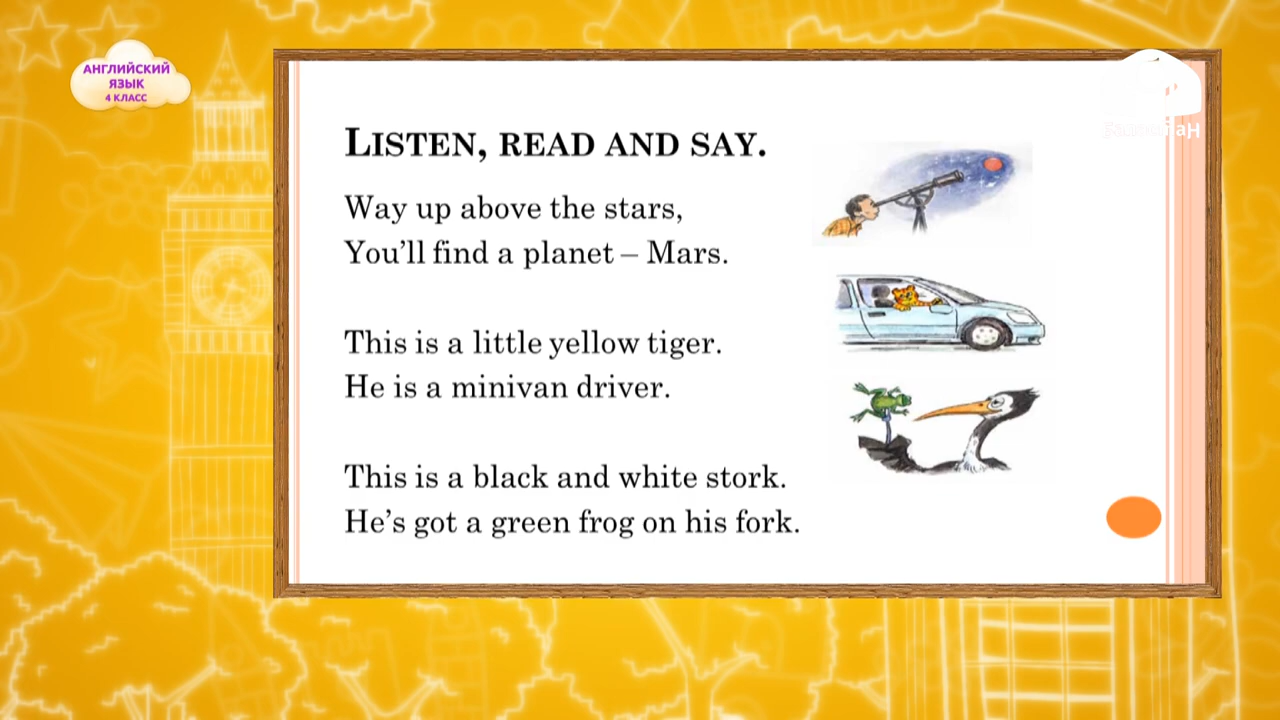 АНГЛИЙСКИЙ
ЯЗЫК
4 КЛАСС
LISTEN, READ AND SAY.
Way up above the stars,
You’ll find a planet – Mars.
This is a little yellow tiger.
He is a minivan driver.
This is a black and white stork.
He’s got a green frog on his fork.